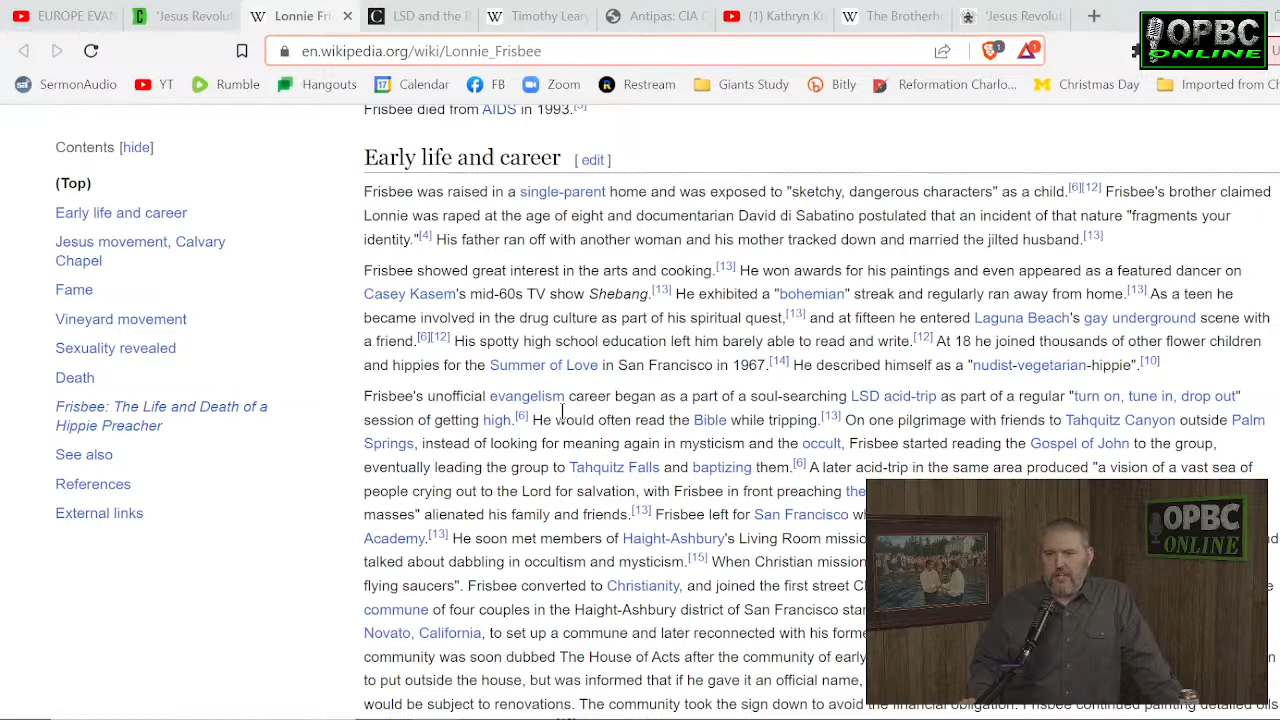 EUROPE EVAN
'Jesus Revolut
Lonnie Fri
LSD and the
Timothy Leary
Antipas: CIA
(1) Kathryn K
The Brotherh
'Jesus Revolut
OPBC
ONLINE
en.wikipedia.org/wiki/Lonnie_Frisbee
SermonAudio
YT
Rumble
Hangouts
17 Calendar
FB
Zoom
Restream
Giants Study
Bitly
Reformation Charlo...
Christmas Day
Imported from Ch
Frisbee died from AIDS in 1993.
Contents [hide]
(Top)
Early life and career
Jesus movement, Calvary
Chapel
Fame
Vineyard movement
Sexuality revealed
Death
Frisbee: The Life and Death of a
Hippie Preacher
See also
References
External links
Early life and career [ edit ]
Frisbee was raised in a single-parent home and was exposed to "sketchy, dangerous characters" as a child.[6][12] Frisbee's brother claimed
Lonnie was raped at the age of eight and documentarian David di Sabatino postulated that an incident of that nature "fragments your
identity."[4] His father ran off with another woman and his mother tracked down and married the jilted husband.[13]
Frisbee showed great interest in the arts and cooking.[13] He won awards for his paintings and even appeared as a featured dancer on
Casey Kasem's mid-60s TV show Shebang.[13] He exhibited a "bohemian" streak and regularly ran away from home.[13] As a teen he
became involved in the drug culture as part of his spiritual quest,[13] and at fifteen he entered Laguna Beach's gay underground scene with
a friend.[6][12] His spotty high school education left him barely able to read and write.[12] At 18 he joined thousands of other flower children
and hippies for the Summer of Love in San Francisco in 1967.[14] He described himself as a "nudist-vegetarian-hippie".[10]
Frisbee's unofficial evangelism career began as a part of a soul-searching LSD acid-trip as part of a regular "turn on, tune in, drop out"
session of getting high.[6] He would often read the Bible while tripping.[13] On one pilgrimage with friends to Tahquitz Canyon outside Palm
Springs, instead of looking for meaning again in mysticism and the occult, Frisbee started reading the Gospel of John to the group,
eventually leading the group to Tahquitz Falls and baptizing them.[6] A later acid-trip in the same area produced "a vision of a vast sea of
people crying out to the Lord for salvation, with Frisbee in front preaching the
masses" alienated his family and friends.[13] Frisbee left for San Francisco wh
Academy.[13] He soon met members of Haight-Ashbury's Living Room missio
talked about dabbling in occultism and mysticism.[15] When Christian mission
flying saucers". Frisbee converted to Christianity, and joined the first street C
commune of four couples in the Haight-Ashbury district of San Francisco star
Novato, California, to set up a commune and later reconnected with his form
community was soon dubbed The House of Acts after the community of early
to put outside the house, but was informed that if he gave it an official name,
would be subject to renovations. The community took the sign down to avoid the financial obligation. Frisbee continued painting detailed oils
OPBC
ONLINE